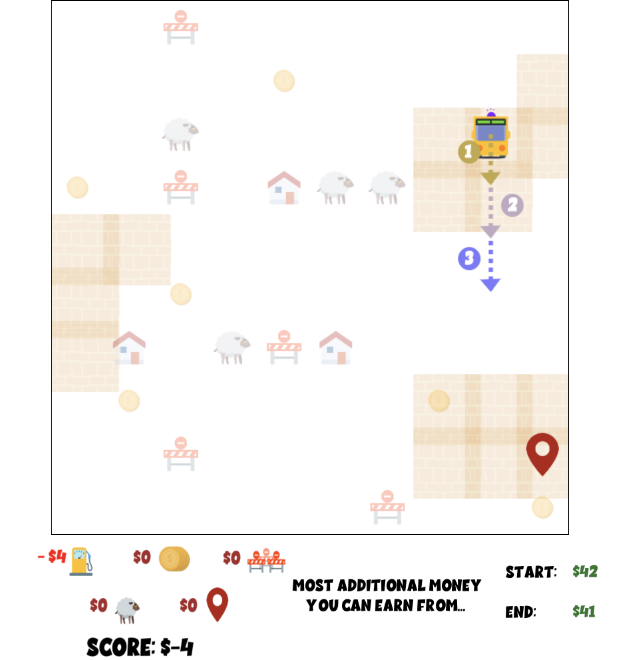 1
2
3
- $4
$0
$0
$0
$0
SCORE: $-4
MOST ADDITIONAL MONEY
YOU CAN EARN FROM...
START: $42
END: $41